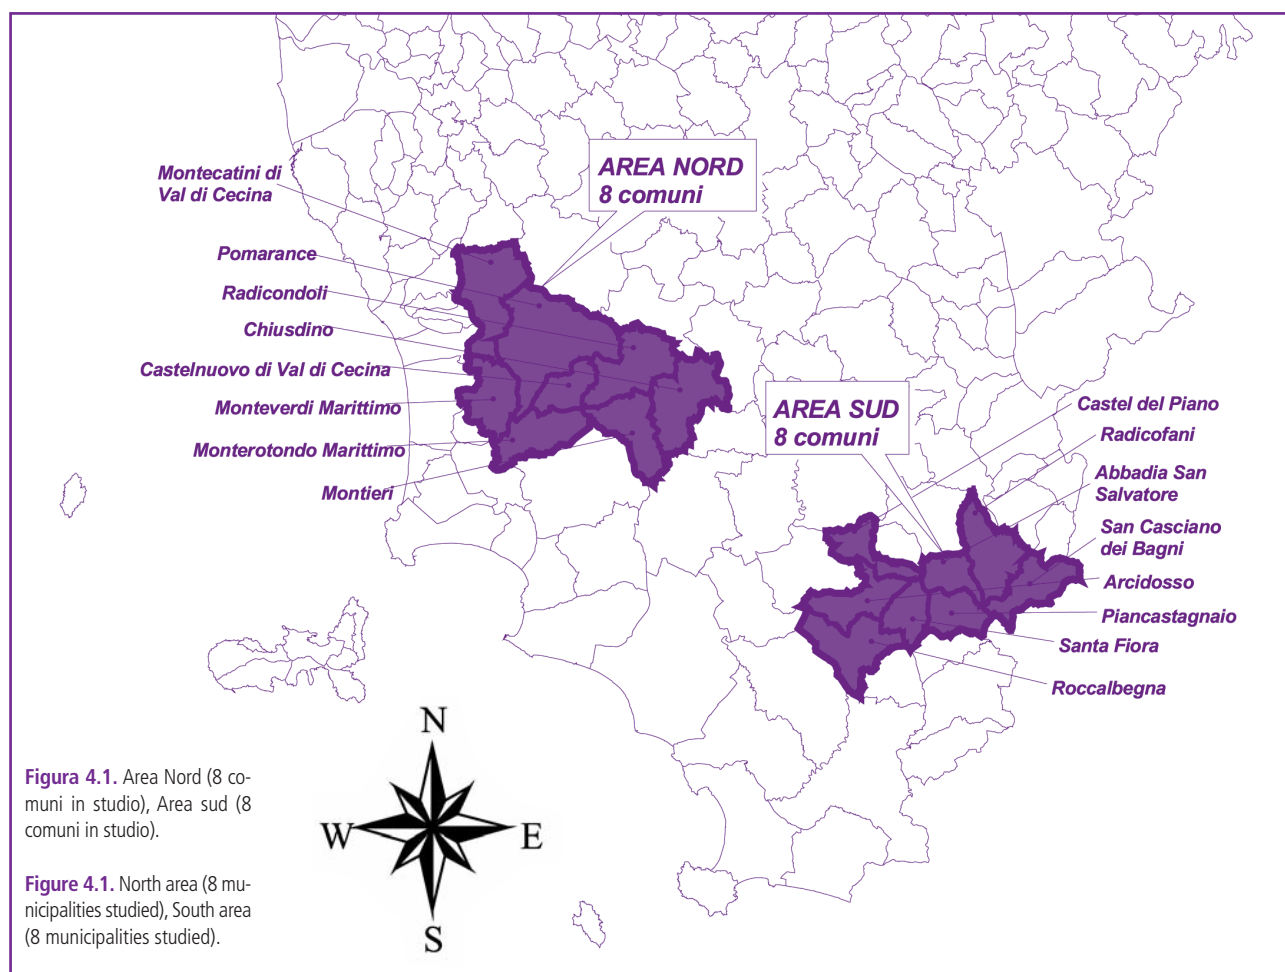 AREA NORD
8 comuni
Montecatini di
Val di Cecina
Pomarance
Radicondoli
Chiusdino
Castelnuovo di Val di Cecina
Monteverdi Marittimo
Monterotondo Marittimo
Montieri
AREA SUD
8 comuni
Castel del Piano
Radicofani
Abbadia San
Salvatore
San Casciano
dei Bagni
Arcidosso
Piancastagnaio
Santa Fiora
Roccalbegna
N
W
E
S
Figura 4.1. Area Nord (8 co-
muni in studio), Area sud (8
comuni in studio).
Figure 4.1. North area (8 mu-
nicipalities studied), South area
(8 municipalities studied).